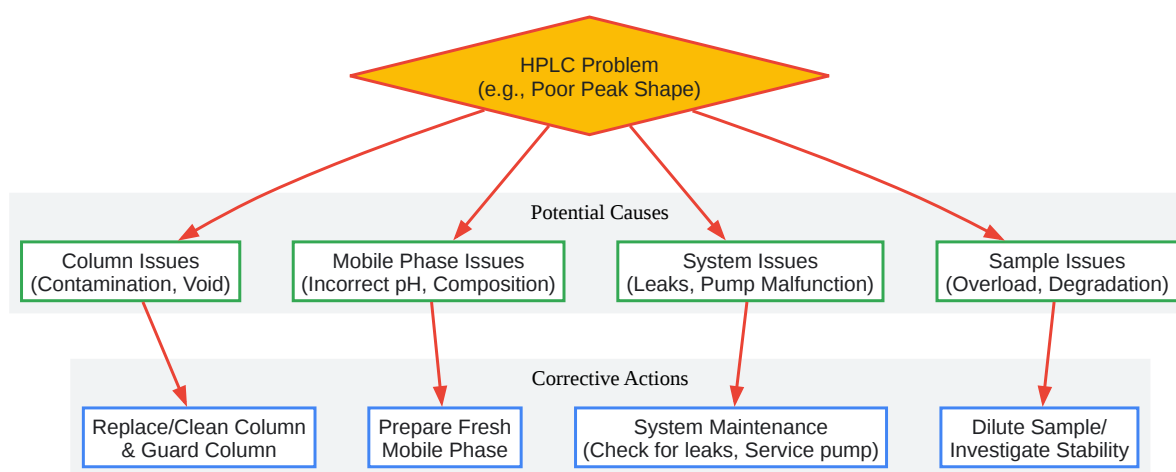 HPLC Problem
(e.g., Poor Peak Shape)
Potential Causes
Column Issues
(Contamination, Void)
Mobile Phase Issues
(Incorrect pH, Composition)
System Issues
(Leaks, Pump Malfunction)
Sample Issues
(Overload, Degradation)
Corrective Actions
Replace/Clean Column
& Guard Column
Prepare Fresh
Mobile Phase
System Maintenance
(Check for leaks, Service pump)
Dilute Sample/
Investigate Stability